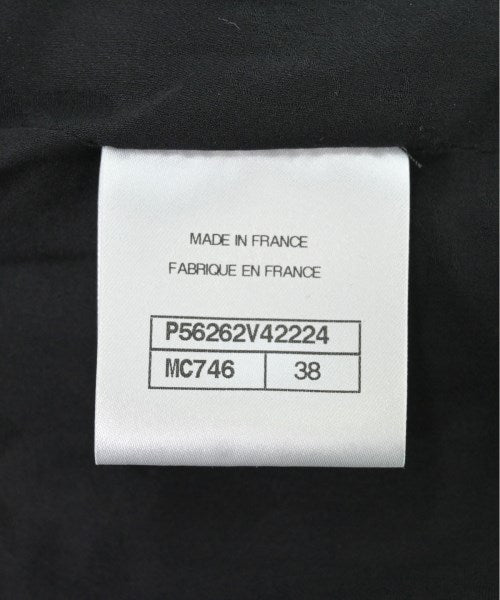 MADE IN FRANCE
FABRIQUE EN FRANCE
P56262V42224
MC746 38